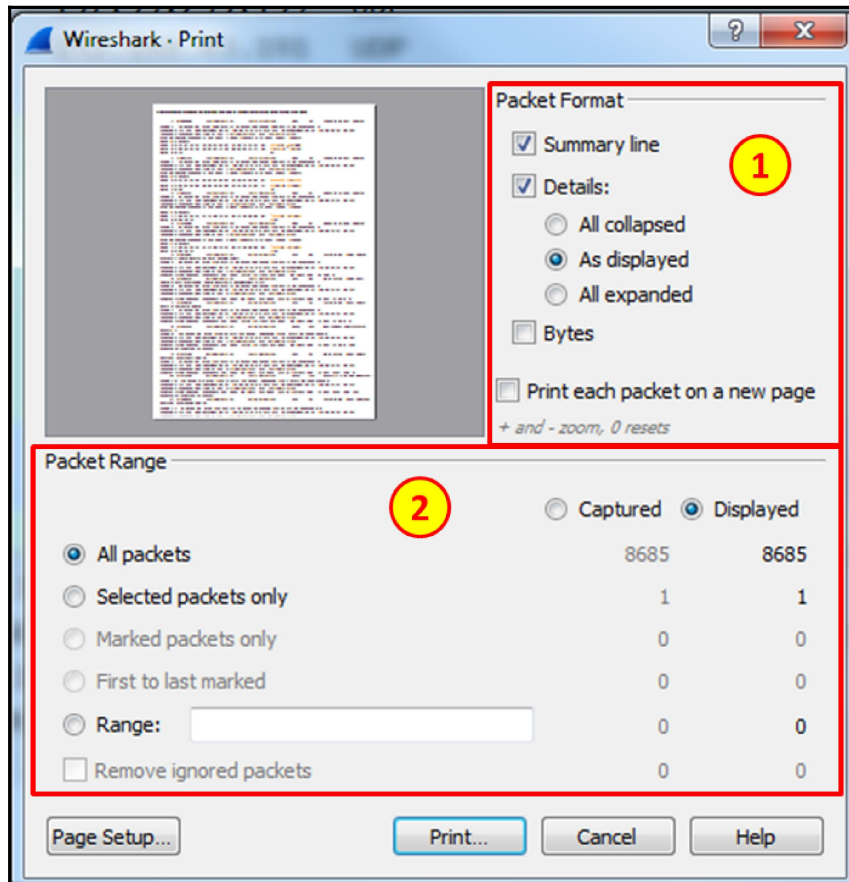 Wireshark · Print
?
Packet Format
Summary line
1
Details:
All collapsed
As displayed
All expanded
Bytes
Print each packet on a new page
+ and - zoom, 0 resets
Packet Range
2
Captured Displayed
All packets 8685 8685
Selected packets only 1 1
Marked packets only 0 0
First to last marked 0 0
Range: 0 0
Remove ignored packets 0 0
Page Setup... Print... Cancel Help